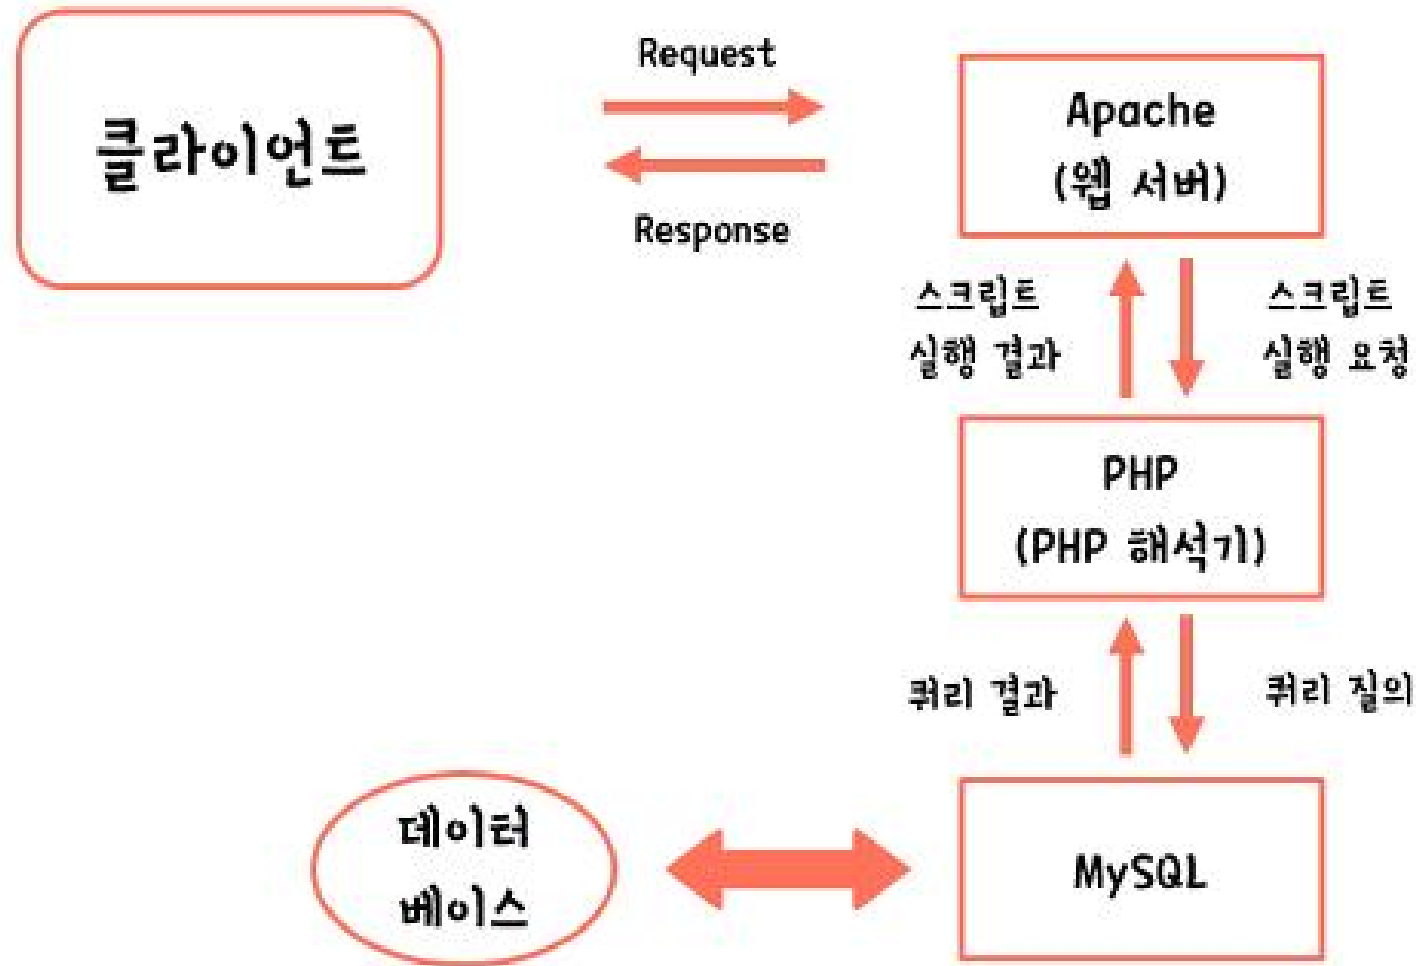 클라이언트
Request
Response
Apache
(웹 서버)
스크립트
실행 결과
스크립트
실행 요청
PHP
(PHP 해석기)
쿼리 결과
쿼리 질의
데이터
베이스
MySQL